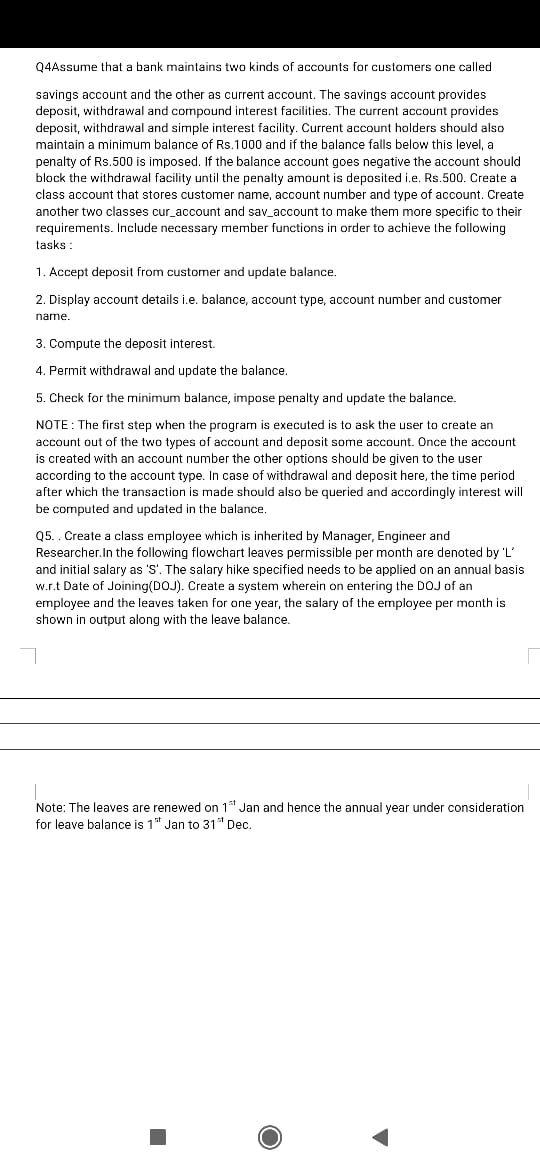 Q4Assume that a bank maintains two kinds of accounts for customers one called
savings account and the other as current account. The savings account provides
deposit, withdrawal and compound interest facilities. The current account provides
deposit, withdrawal and simple interest facility. Current account holders should also
maintain a minimum balance of Rs.1000 and if the balance falls below this level, a
penalty of Rs.500 is imposed. If the balance account goes negative the account should
block the withdrawal facility until the penalty amount is deposited i.e. Rs.500. Create a
class account that stores customer name, account number and type of account. Create
another two classes cur_account and sav_account to make them more specific to their
requirements. Include necessary member functions in order to achieve the following
tasks :
1. Accept deposit from customer and update balance.
2. Display account details i.e. balance, account type, account number and customer
name.
3. Compute the deposit interest.
4. Permit withdrawal and update the balance.
5. Check for the minimum balance, impose penalty and update the balance.
NOTE : The first step when the program is executed is to ask the user to create an
account out of the two types of account and deposit some account. Once the account
is created with an account number the other options should be given to the user
according to the account type. In case of withdrawal and deposit here, the time period
after which the transaction is made should also be queried and accordingly interest will
be computed and updated in the balance.
Q5. . Create a class employee which is inherited by Manager, Engineer and
Researcher.In the following flowchart leaves permissible per month are denoted by ‘L’
and initial salary as ‘S’. The salary hike specified needs to be applied on an annual basis
w.r.t Date of Joining(DOJ). Create a system wherein on entering the DOJ of an
employee and the leaves taken for one year, the salary of the employee per month is
shown in output along with the leave balance.
Note: The leaves are renewed on 1st Jan and hence the annual year under consideration
for leave balance is 1st Jan to 31st Dec.